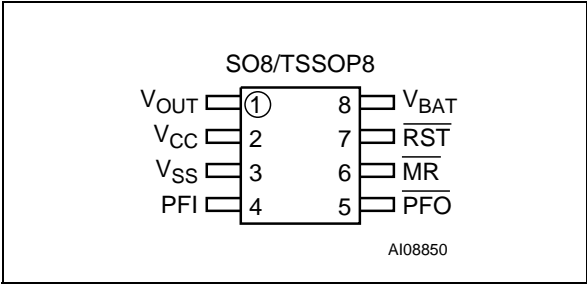 SO8/TSSOP8
VOUT 1 8 VBAT
VCC 2 7 RST
VSS 3 6 MR
PFI 4 5 PFO
AI08850